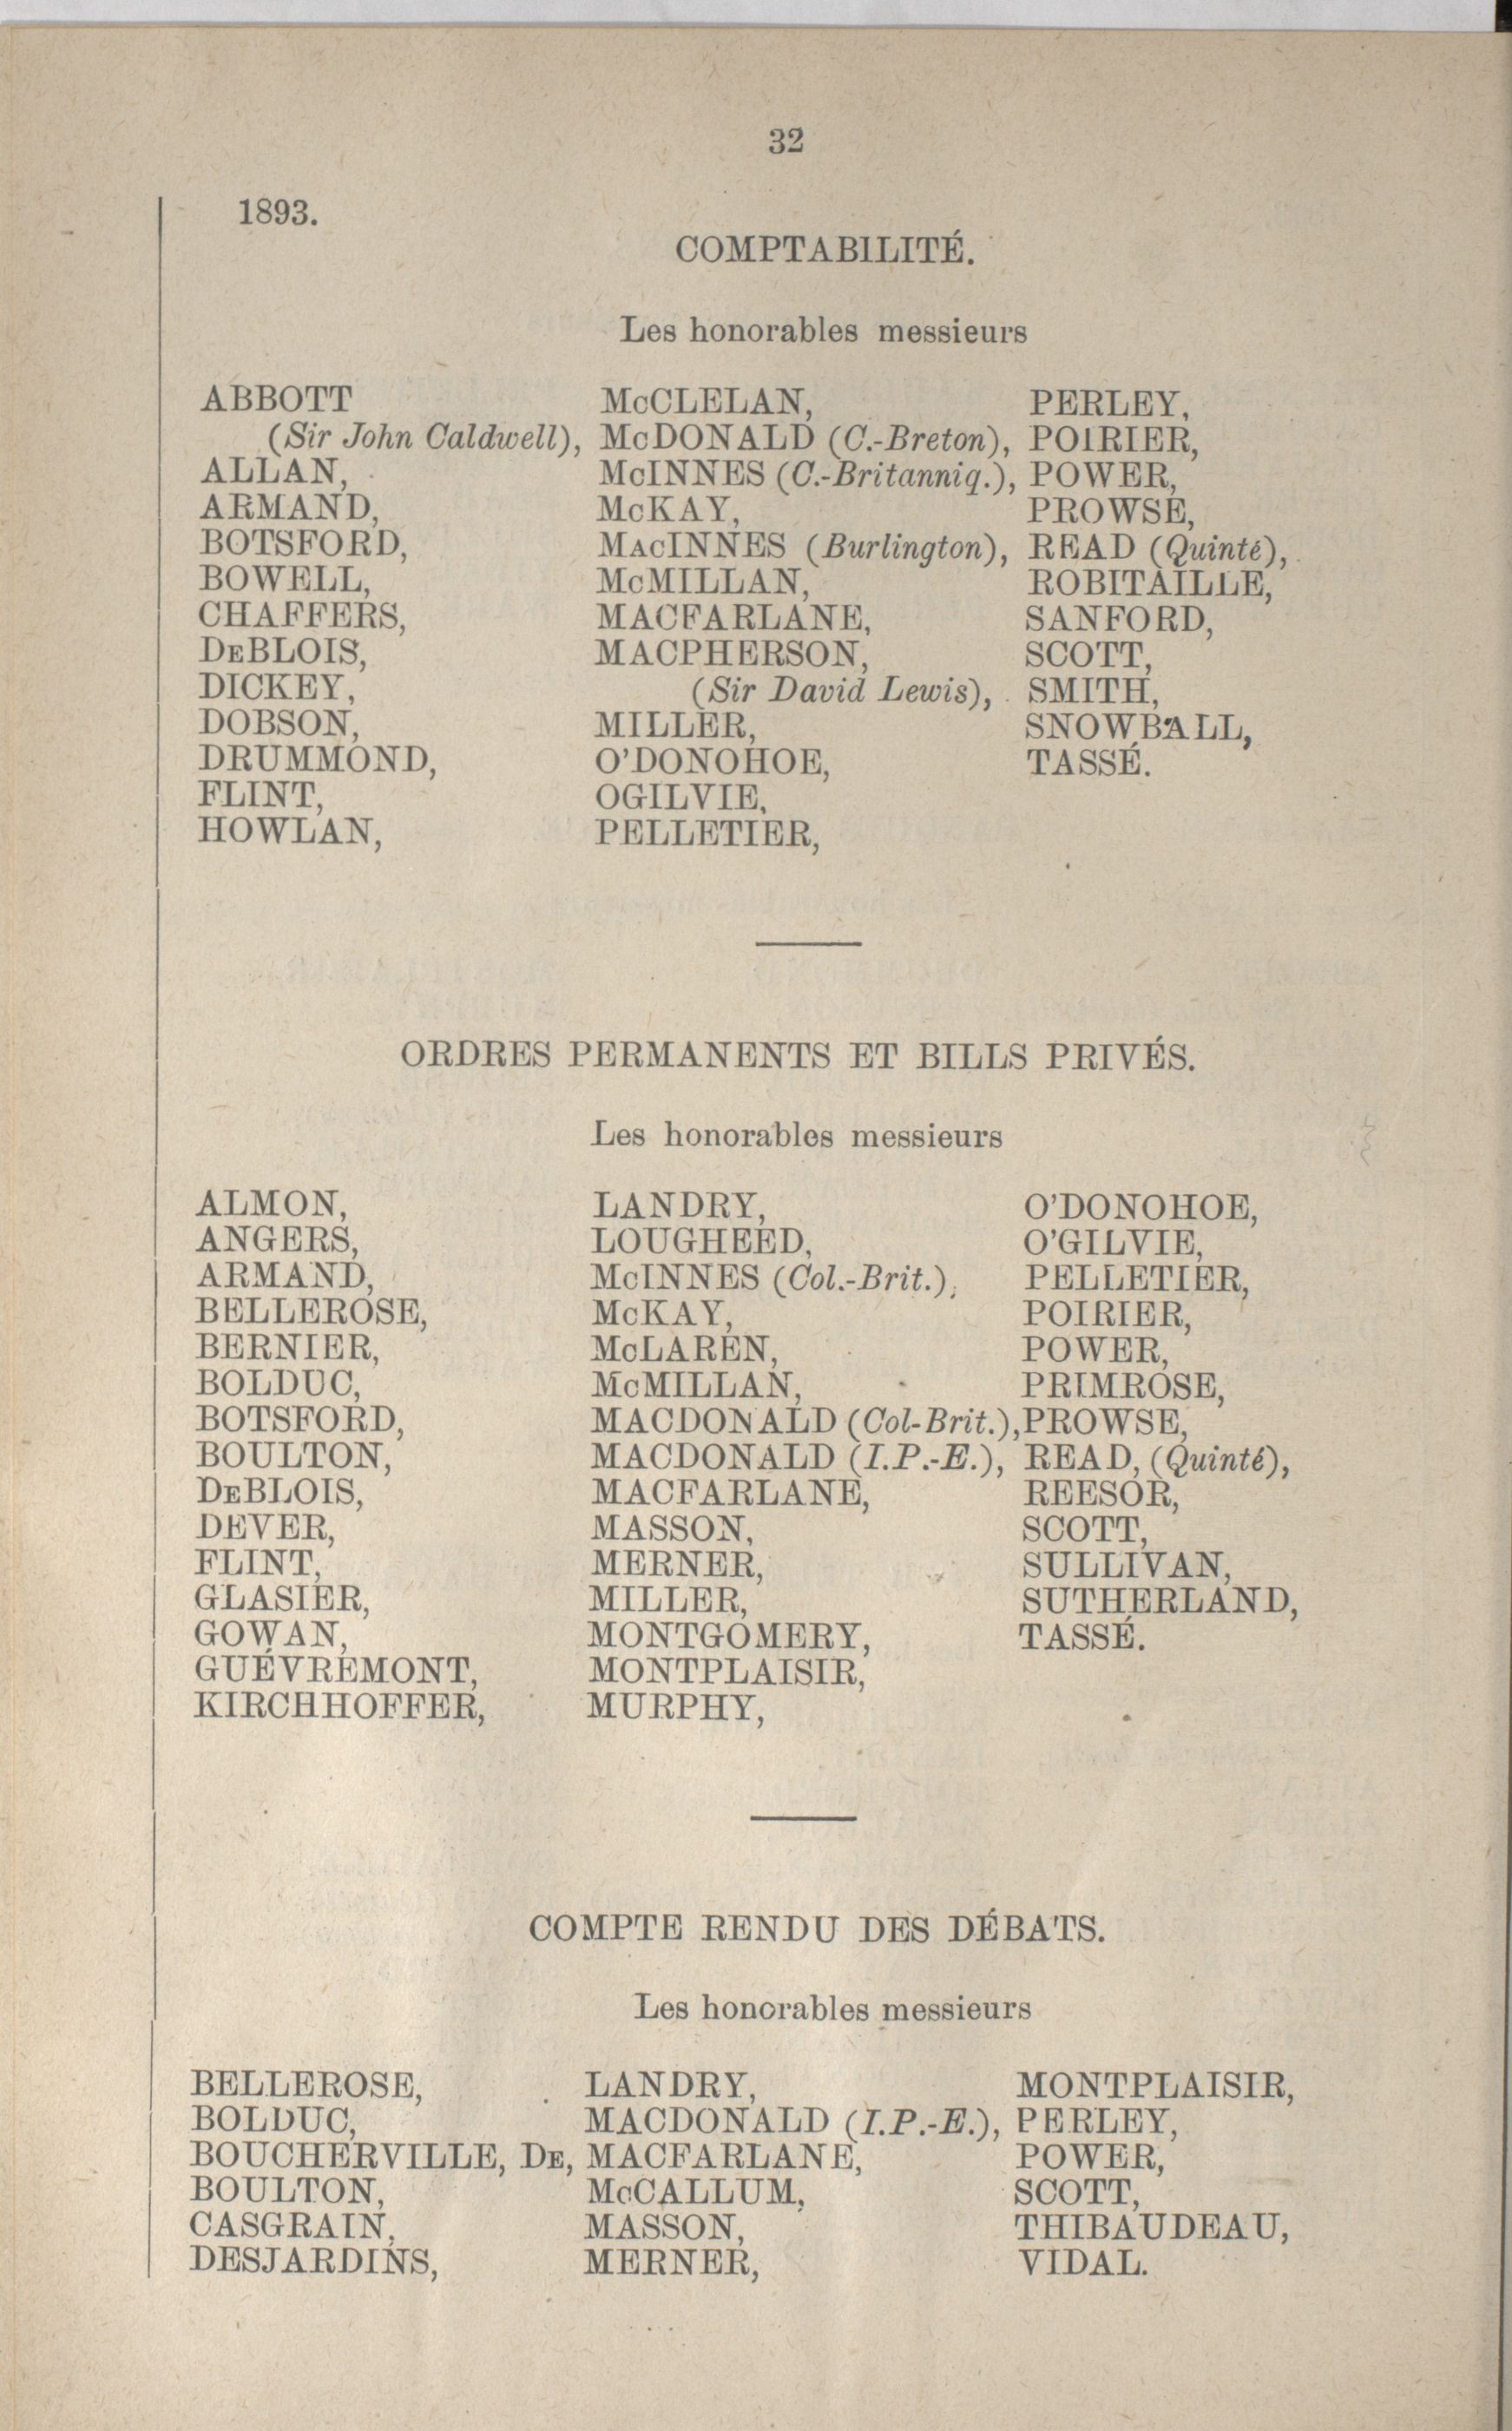 32
1893.
COMPTABILITÉ.
Les honorables messieurs
ABBOTT
(Sir John Caldwell),
ALLAN,
ARMAND,
BOTSFORD,
BOWELL,
CHAFFERS,
DEBLOIS,
DICKEY,
DOBSON,
DRUMMOND,
FLINT,
HOWLAN,
McCLELAN,
McDONALD (C.-Breton),
McINNES (C.-Britanniq.),
McKAY,
MACINNES (Burlington),
McMILLAN,
MACFARLANE,
MACPHERSON,
(Sir David Lewis),
MILLER,
O'DONOHOE,
OGILVIE,
PELLETIER,
PERLEY,
POIRIER,
POWER,
PROWSE,
READ (Quinté),
ROBITAILLE,
SANFORD,
SCOTT,
SMITH,
SNOWBALL,
TASSÉ.
ORDRES PERMANENTS ET BILLS PRIVÉS.
Les honorables messieurs
ALMON,
ANGERS,
ARMAND,
BELLEROSE,
BERNIER,
BOLDUC,
BOTSFORD,
BOULTON,
DEBLOIS,
DEVER,
FLINT,
GLASIER,
GOWAN,
GUÉVREMONT,
KIRCHHOFFER,
LANDRY,
LOUGHEED,
McINNES (Col.-Brit.),
McKAY,
McLAREN,
McMILLAN,
MACDONALD (Col-Brit.),
MACDONALD (I.P.-E.),
MACFARLANE,
MASSON,
MERNER,
MILLER,
MONTGOMERY,
MONTPLAISIR,
MURPHY,
O'DONOHOE,
O'GILVIE,
PELLETIER,
POIRIER,
POWER,
PRIMROSE,
PROWSE,
READ, (Quinté),
REESOR,
SCOTT,
SULLIVAN,
SUTHERLAND,
TASSÉ.
COMPTE RENDU DES DÉBATS.
Les honorables messieurs
BELLEROSE,
BOLDUC,
BOUCHERVILLE, DE,
BOULTON,
CASGRAIN,
DESJARDINS,
LANDRY,
MACDONALD (I.P.-E.),
MACFARLANE,
McCALLUM,
MASSON,
MERNER,
MONTPLAISIR,
PERLEY,
POWER,
SCOTT,
THIBAUDEAU,
VIDAL.